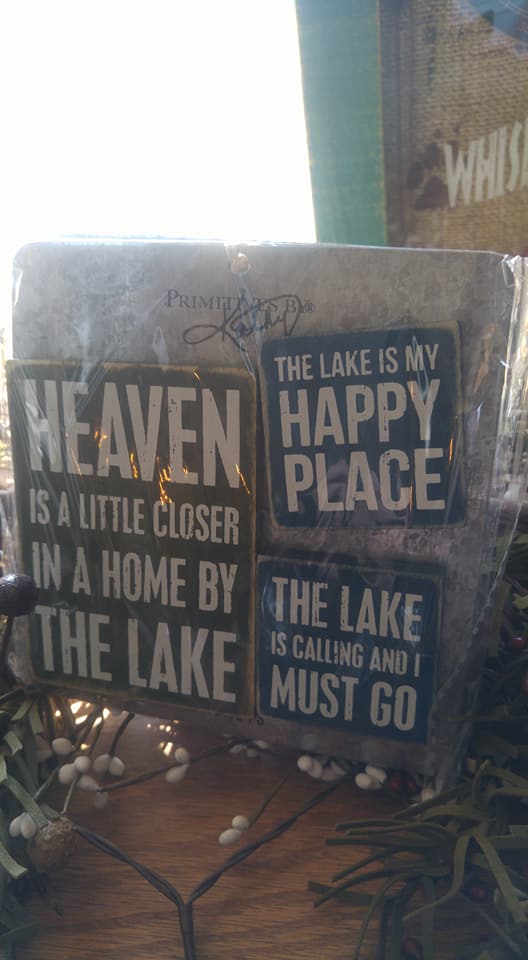 PRIMITIVES BY®
Kathy
HEAVEN
IS A LITTLE CLOSER
IN A HOME BY
THE LAKE
THE LAKE IS MY
HAPPY
PLACE
THE LAKE
IS CALLING AND I
MUST GO